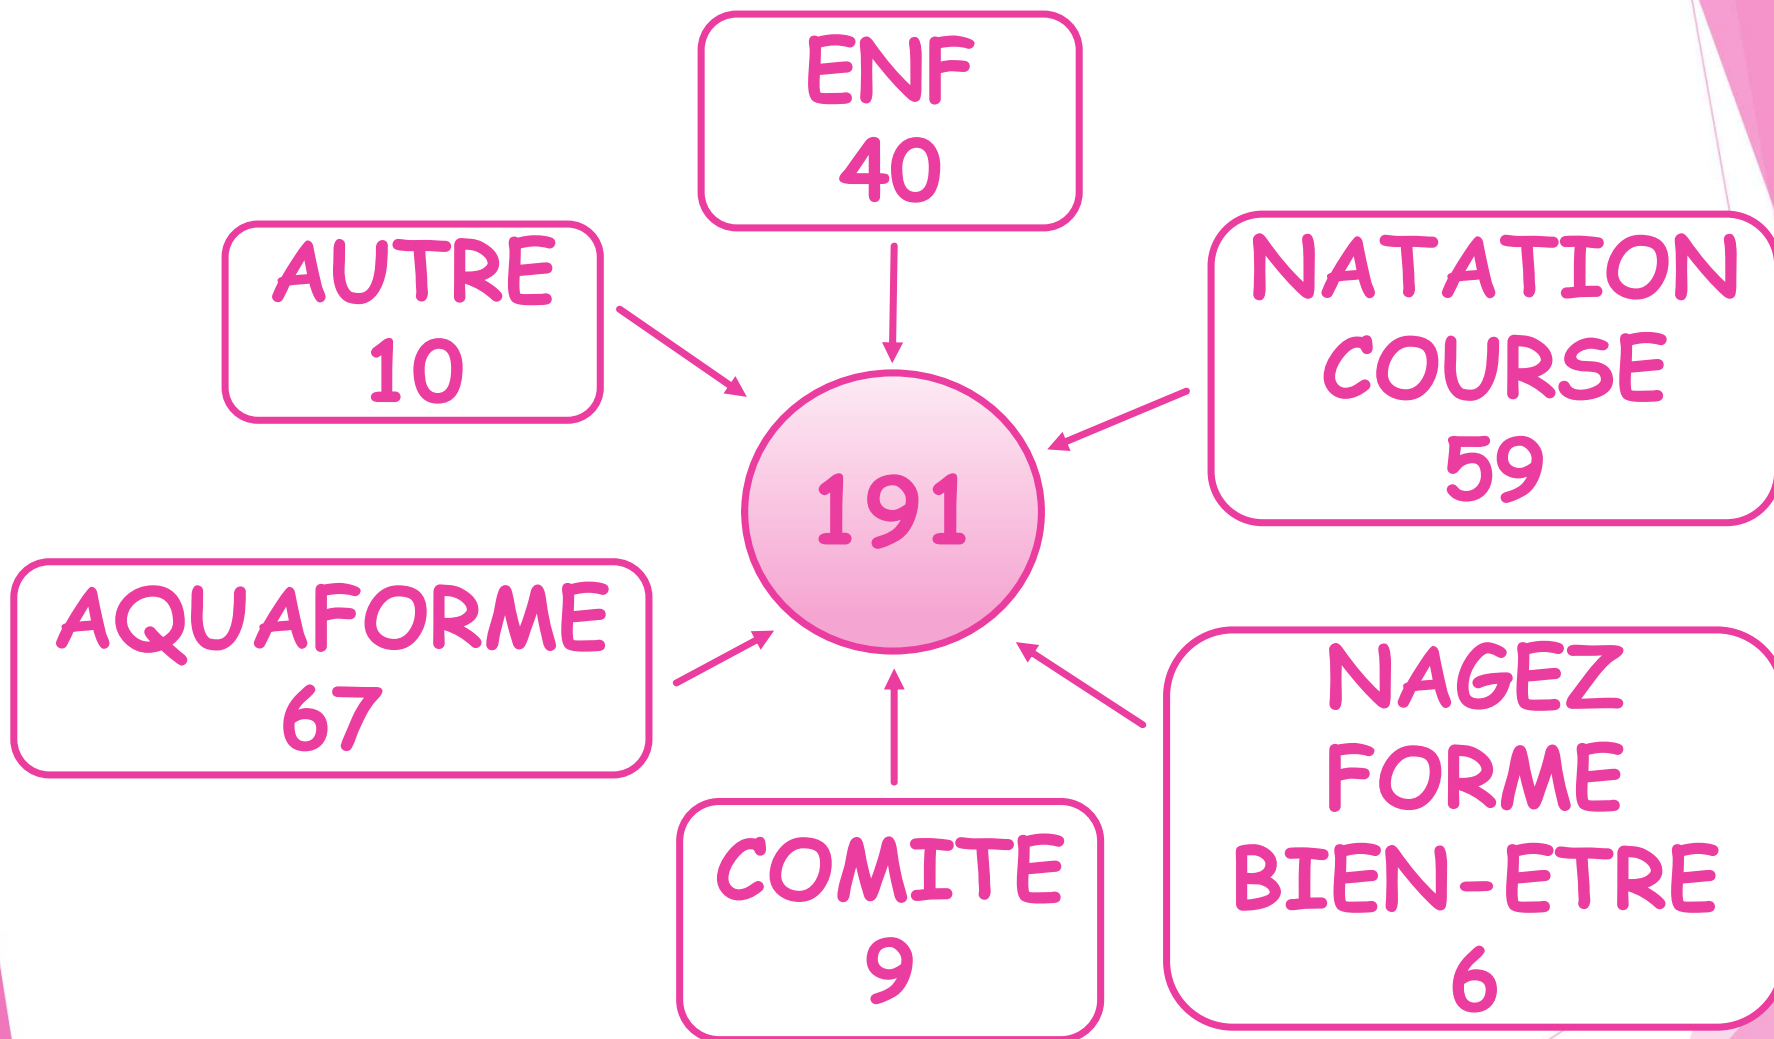 ENF
40
AUTRE
10
NATATION
COURSE
59
191
AQUAFORME
67
NAGEZ
FORME
BIEN-ETRE
6
COMITE
9